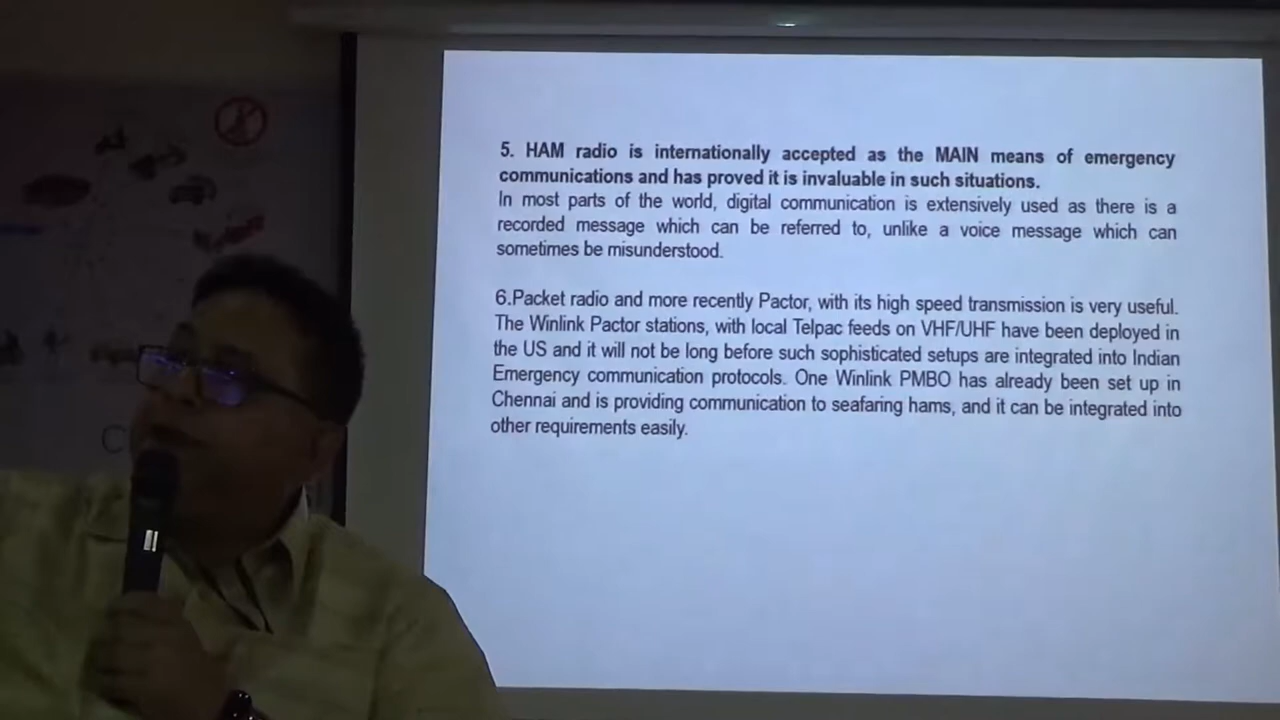 5. HAM radio is internationally accepted as the MAIN means of emergency
communications and has proved it is invaluable in such situations.
In most parts of the world, digital communication is extensively used as there is a
recorded message which can be referred to, unlike a voice message which can
sometimes be misunderstood.
6.Packet radio and more recently Pactor, with its high speed transmission is very useful.
The Winlink Pactor stations, with local Telpac feeds on VHF/UHF have been deployed in
the US and it will not be long before such sophisticated setups are integrated into Indian
Emergency communication protocols. One Winlink PMBO has already been set up in
Chennai and is providing communication to seafaring hams, and it can be integrated into
other requirements easily.